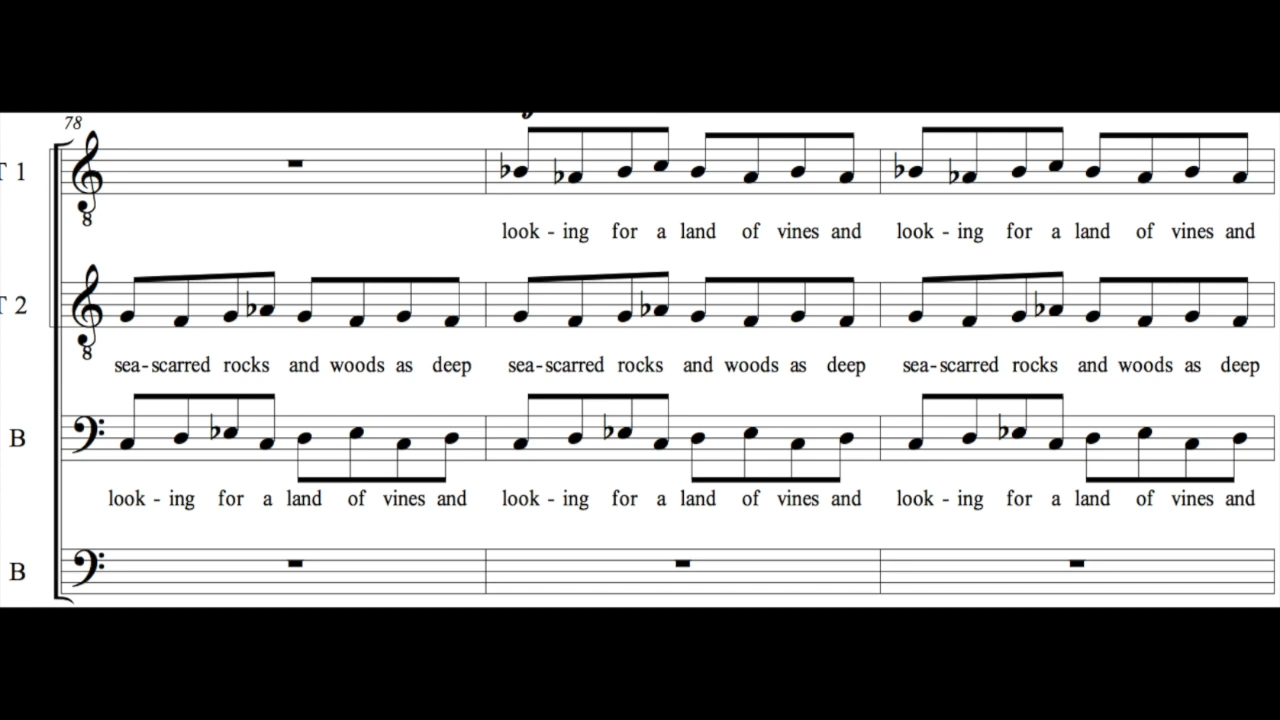 78
T 1
look - ing for a land of vines and look - ing for a land of vines and
T 2
sea - scarred rocks and woods as deep sea - scarred rocks and woods as deep sea - scarred rocks and woods as deep
B
look - ing for a land of vines and look - ing for a land of vines and look - ing for a land of vines and
B